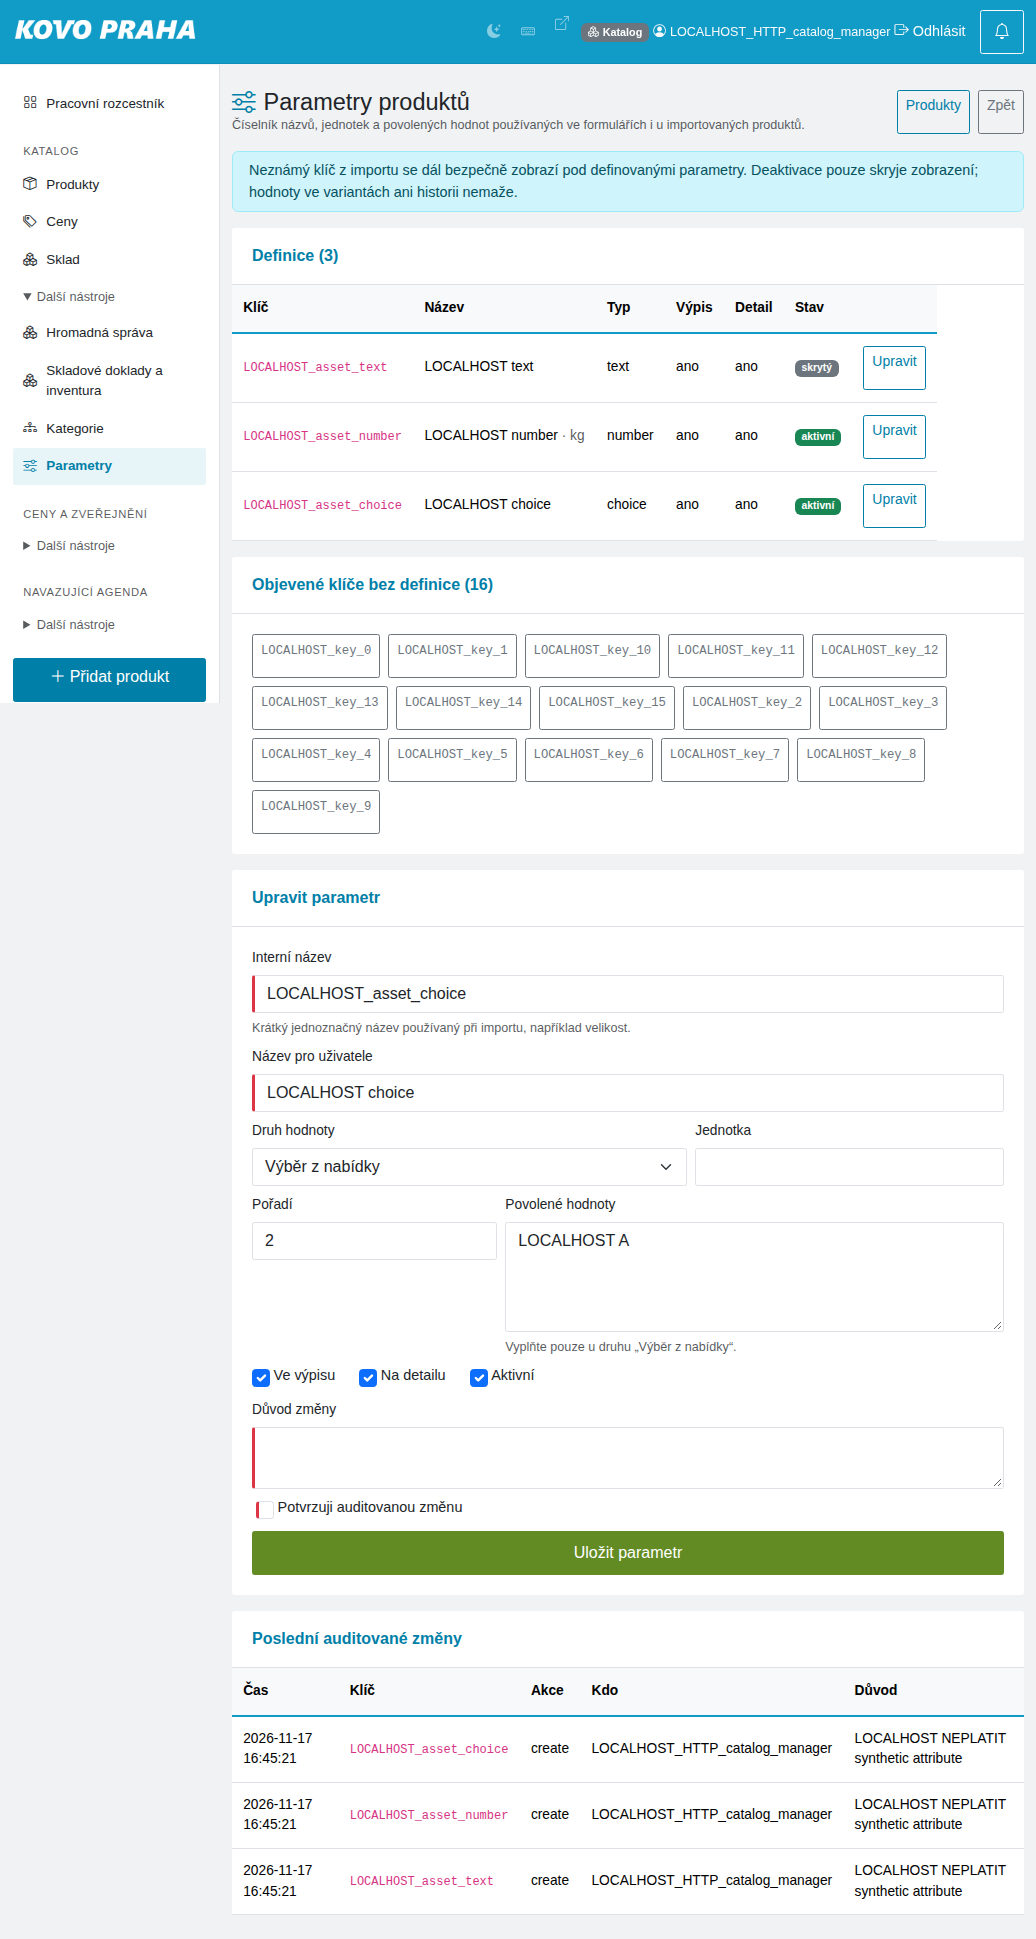 KOVO PRAHA
Katalog LOCALHOST_HTTP_catalog_manager Odhlásit
Pracovní rozcestník
KATALOG
Produkty
Ceny
Sklad
Další nástroje
Hromadná správa
Skladové doklady a
inventura
Kategorie
Parametry
CENY A ZVEŘEJNĚNÍ
Další nástroje
NAVAZUJÍCÍ AGENDA
Další nástroje
Přidat produkt
Parametry produktů
Číselník názvů, jednotek a povolených hodnot používaných ve formulářích i u importovaných produktů.
Produkty Zpět
Neznámý klíč z importu se dál bezpečně zobrazí pod definovanými parametry. Deaktivace pouze skryje zobrazení;
hodnoty ve variantách ani historii nemaže.
Definice (3)
Klíč Název Typ Výpis Detail Stav
LOCALHOST_asset_text LOCALHOST text text ano ano skrytý Upravit
LOCALHOST_asset_number LOCALHOST number · kg number ano ano aktivní Upravit
LOCALHOST_asset_choice LOCALHOST choice choice ano ano aktivní Upravit
Objevené klíče bez definice (16)
LOCALHOST_key_0 LOCALHOST_key_1 LOCALHOST_key_10 LOCALHOST_key_11 LOCALHOST_key_12
LOCALHOST_key_13 LOCALHOST_key_14 LOCALHOST_key_15 LOCALHOST_key_2 LOCALHOST_key_3
LOCALHOST_key_4 LOCALHOST_key_5 LOCALHOST_key_6 LOCALHOST_key_7 LOCALHOST_key_8
LOCALHOST_key_9
Upravit parametr
Interní název
LOCALHOST_asset_choice
Krátký jednoznačný název používaný při importu, například velikost.
Název pro uživatele
LOCALHOST choice
Druh hodnoty Jednotka
Výběr z nabídky
Pořadí Povolené hodnoty
2 LOCALHOST A
Vyplňte pouze u druhu „Výběr z nabídky“.
Ve výpisu Na detailu Aktivní
Důvod změny
Potvrzuji auditovanou změnu
Uložit parametr
Poslední auditované změny
Čas Klíč Akce Kdo Důvod
2026-11-17
16:45:21 LOCALHOST_asset_choice create LOCALHOST_HTTP_catalog_manager LOCALHOST NEPLATIT
synthetic attribute
2026-11-17
16:45:21 LOCALHOST_asset_number create LOCALHOST_HTTP_catalog_manager LOCALHOST NEPLATIT
synthetic attribute
2026-11-17
16:45:21 LOCALHOST_asset_text create LOCALHOST_HTTP_catalog_manager LOCALHOST NEPLATIT
synthetic attribute